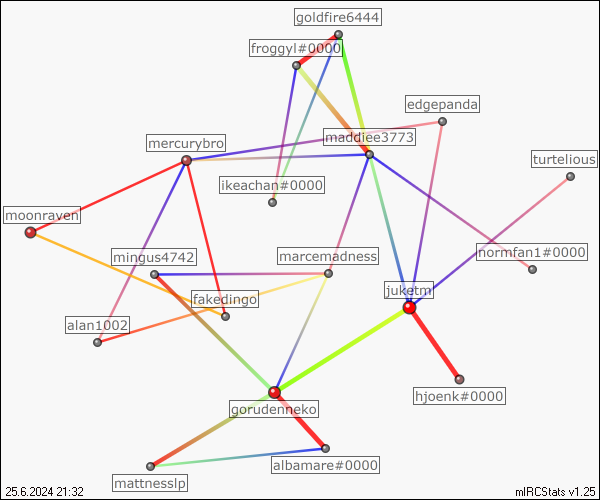 goldfire6444
froggyl#0000
edgepanda
maddiee3773
mercurybro
turtelious
ikeachan#0000
moonraven
normfan1#0000
mingus4742
marcemadness
juketm
fakedingo
alan1002
hjoenk#0000
gorudenneko
albamare#0000
mattnesslp
25.6.2024 21:32
mIRCStats v1.25